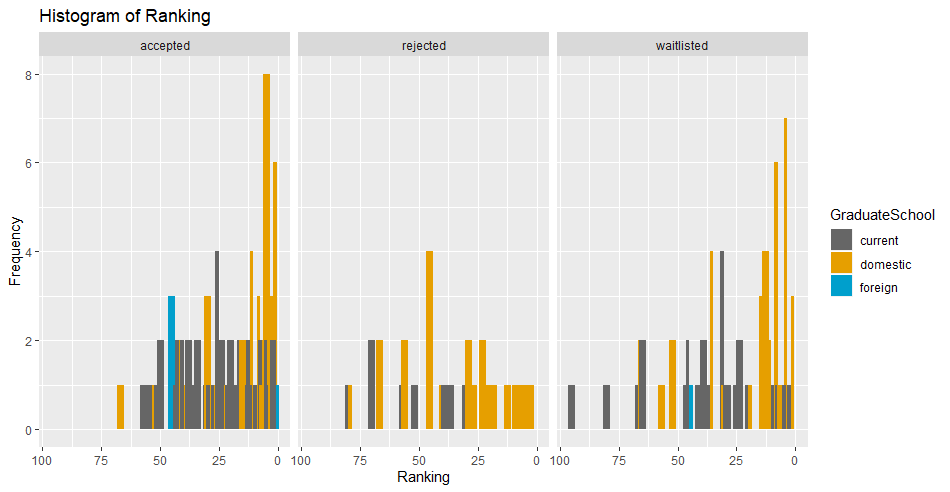 Histogram of Ranking
accepted
rejected
waitlisted
8
6
4
2
0
Frequency
100 75 50 25 0
100 75 50 25 0
100 75 50 25 0
Ranking
GraduateSchool
current
domestic
foreign